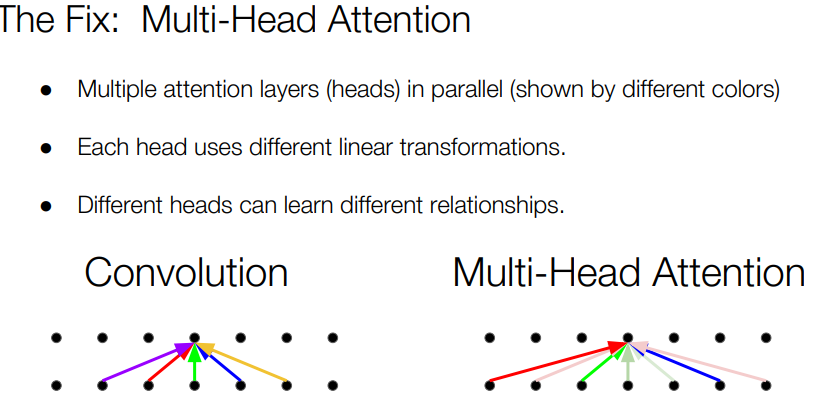 The Fix: Multi-Head Attention
● Multiple attention layers (heads) in parallel (shown by different colors)
● Each head uses different linear transformations.
● Different heads can learn different relationships.
Convolution
Multi-Head Attention